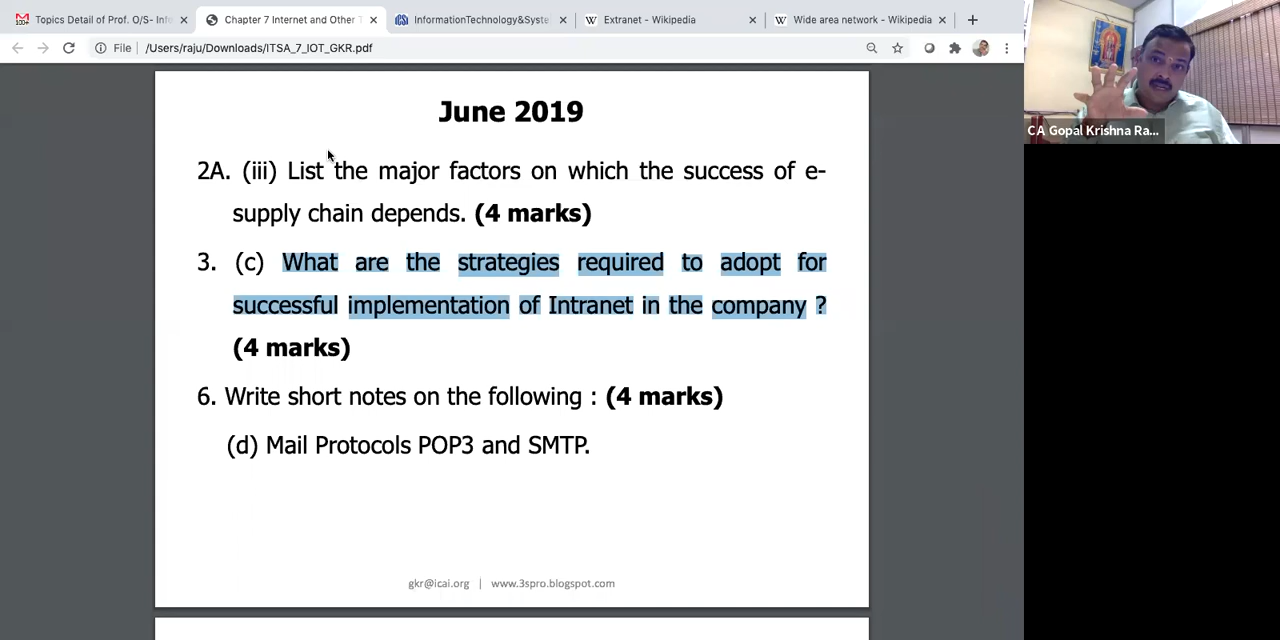 Topics Detail of Prof. O/S- Info
Chapter 7 Internet and Other T
InformationTechnology&Syste
Extranet - Wikipedia
Wide area network - Wikipedia
File | /Users/raju/Downloads/ITSA_7_IOT_GKR.pdf
CA Gopal Krishna Ra...
June 2019
2A. (iii) List the major factors on which the success of e-
supply chain depends. (4 marks)
3. (c) What are the strategies required to adopt for
successful implementation of Intranet in the company ?
(4 marks)
6. Write short notes on the following : (4 marks)
(d) Mail Protocols POP3 and SMTP.
gkr@icai.org | www.3spro.blogspot.com